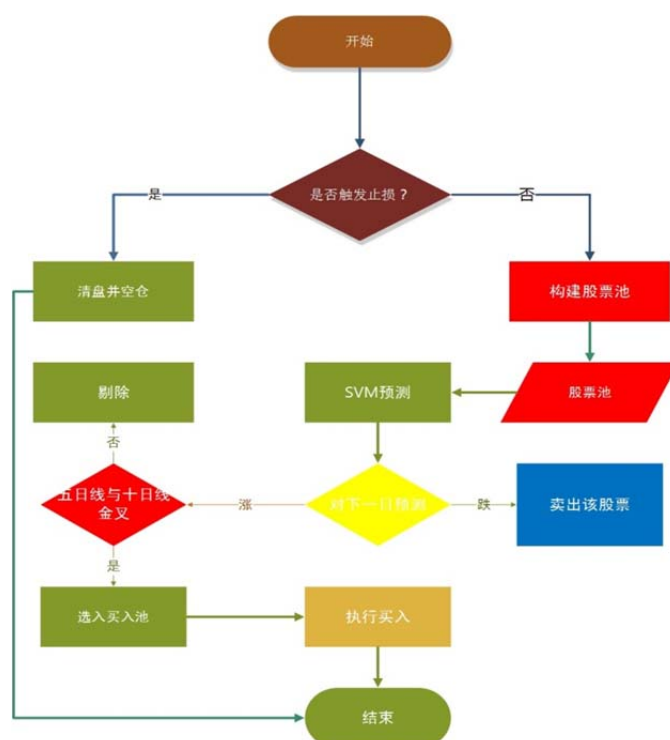 开始
是否触发止损？
是
否
清盘并空仓
构建股票池
剔除
SVM预测
股票池
否
五日线与十日线
金叉
涨
对下一日预测
跌
卖出该股票
是
选入买入池
执行买入
结束